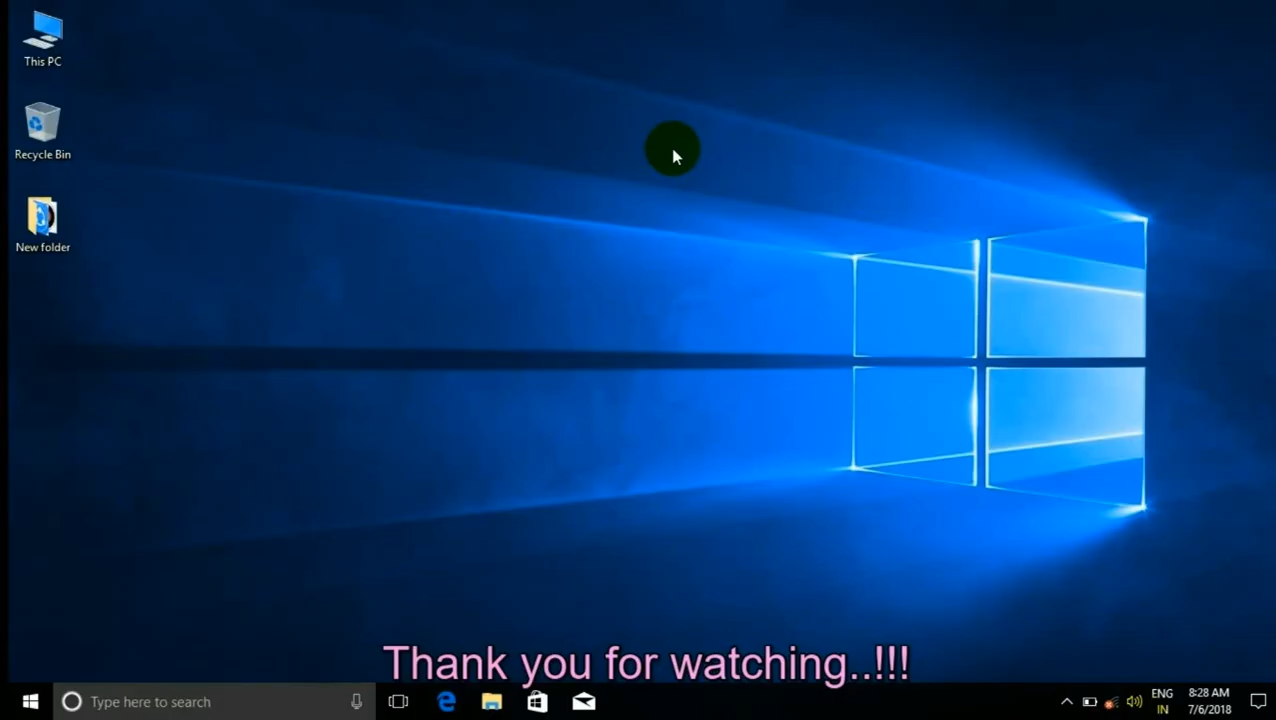 This PC
Recycle Bin
New folder
Thank you for watching..!!!
Type here to search
ENG
IN
8:28 AM
7/6/2018